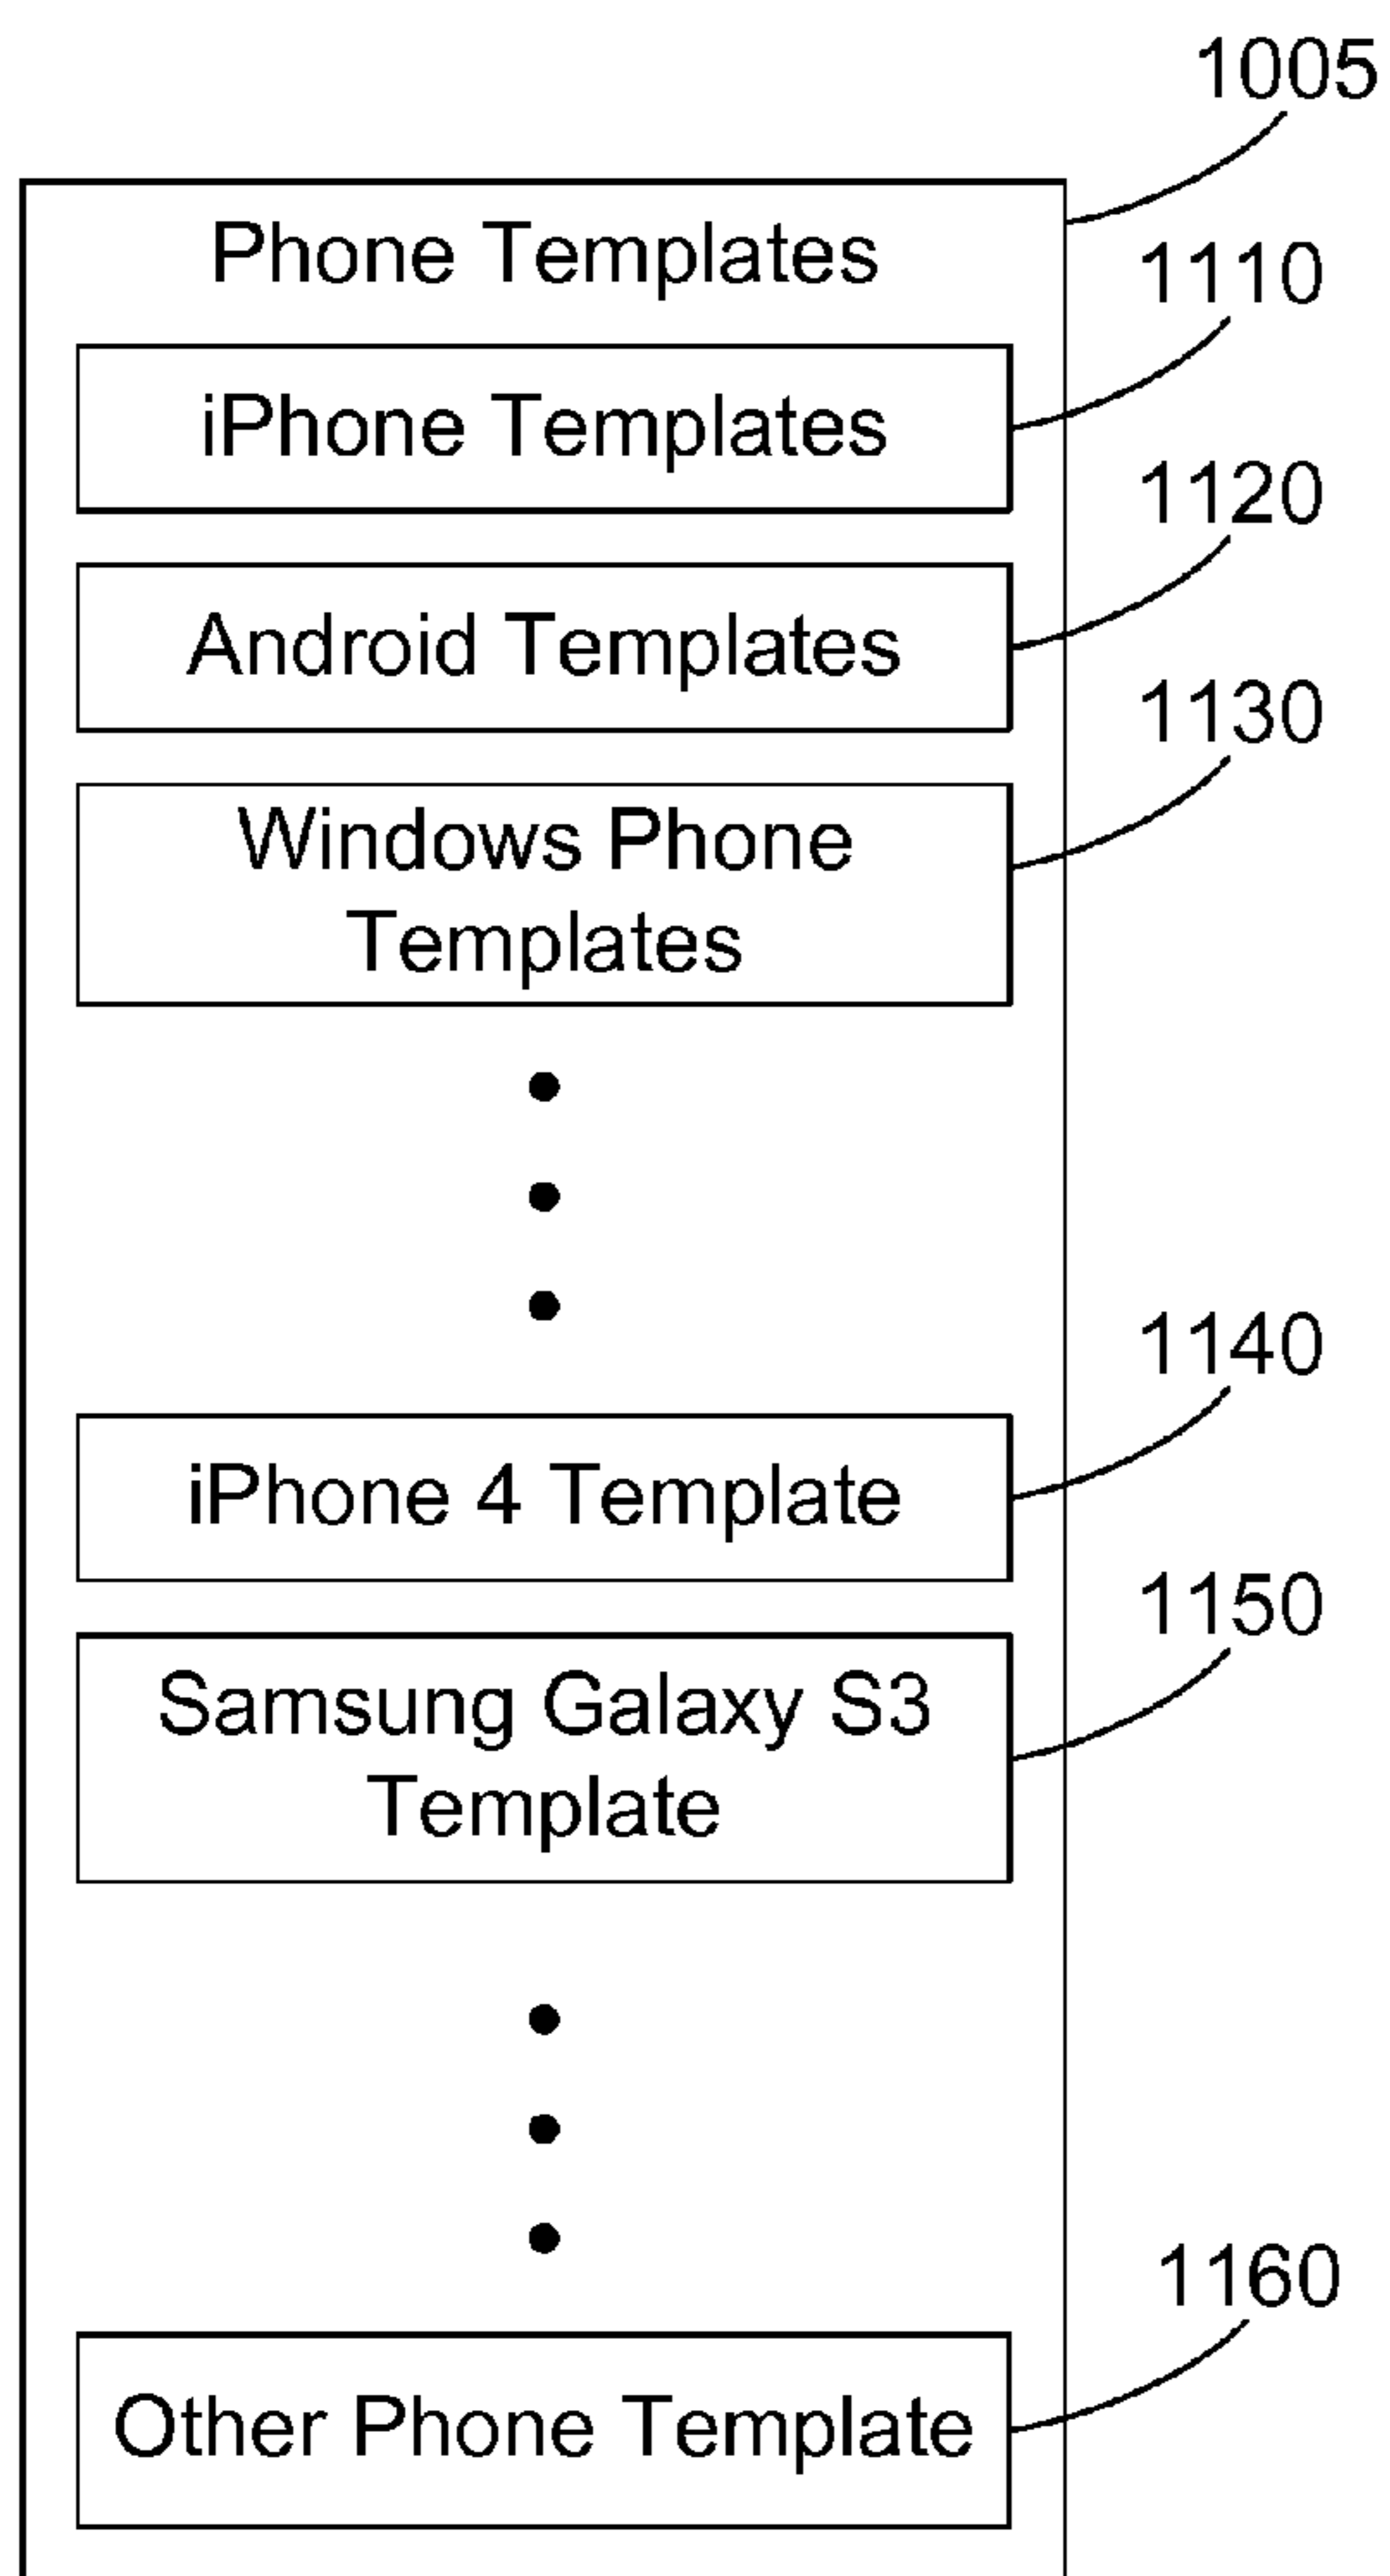 1005
Phone Templates
1110
iPhone Templates
1120
Android Templates
1130
Windows Phone
Templates
1140
iPhone 4 Template
1150
Samsung Galaxy S3
Template
1160
Other Phone Template